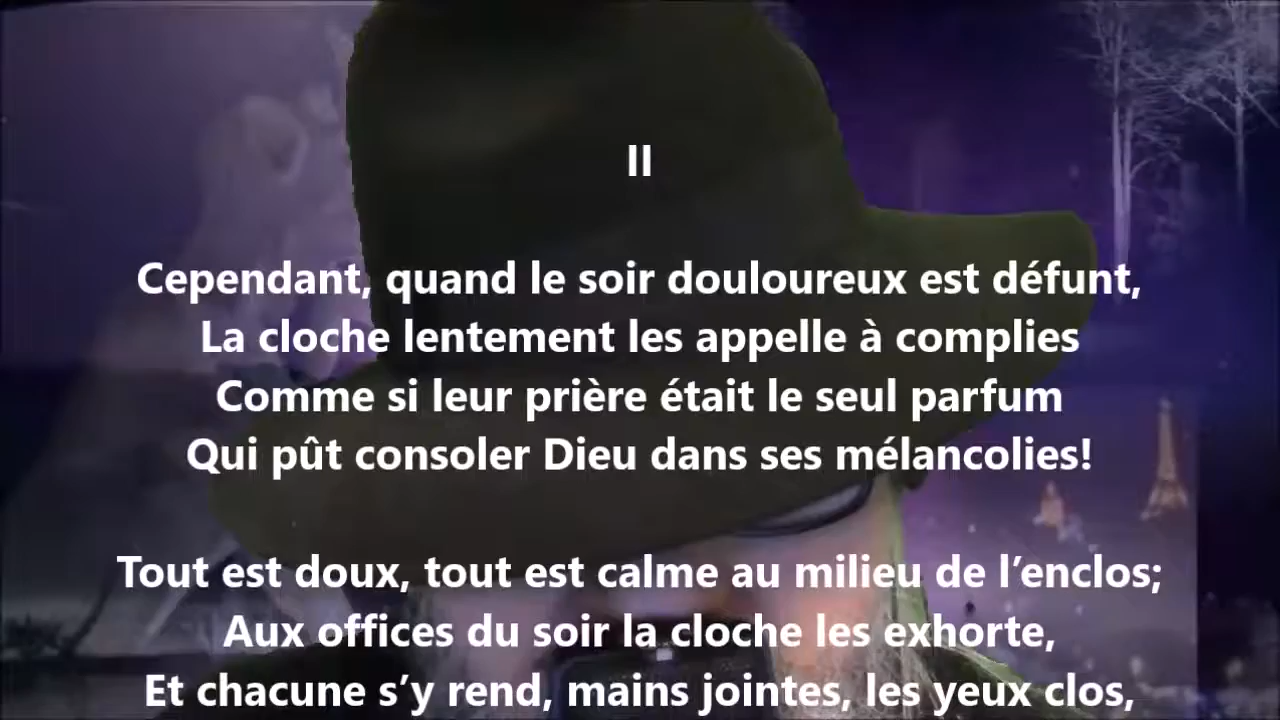 II
Cependant, quand le soir douloureux est défunt,
La cloche lentement les appelle à complies
Comme si leur prière était le seul parfum
Qui pût consoler Dieu dans ses mélancolies!
Tout est doux, tout est calme au milieu de l’enclos;
Aux offices du soir la cloche les exhorte,
Et chacune s’y rend, mains jointes, les yeux clos,